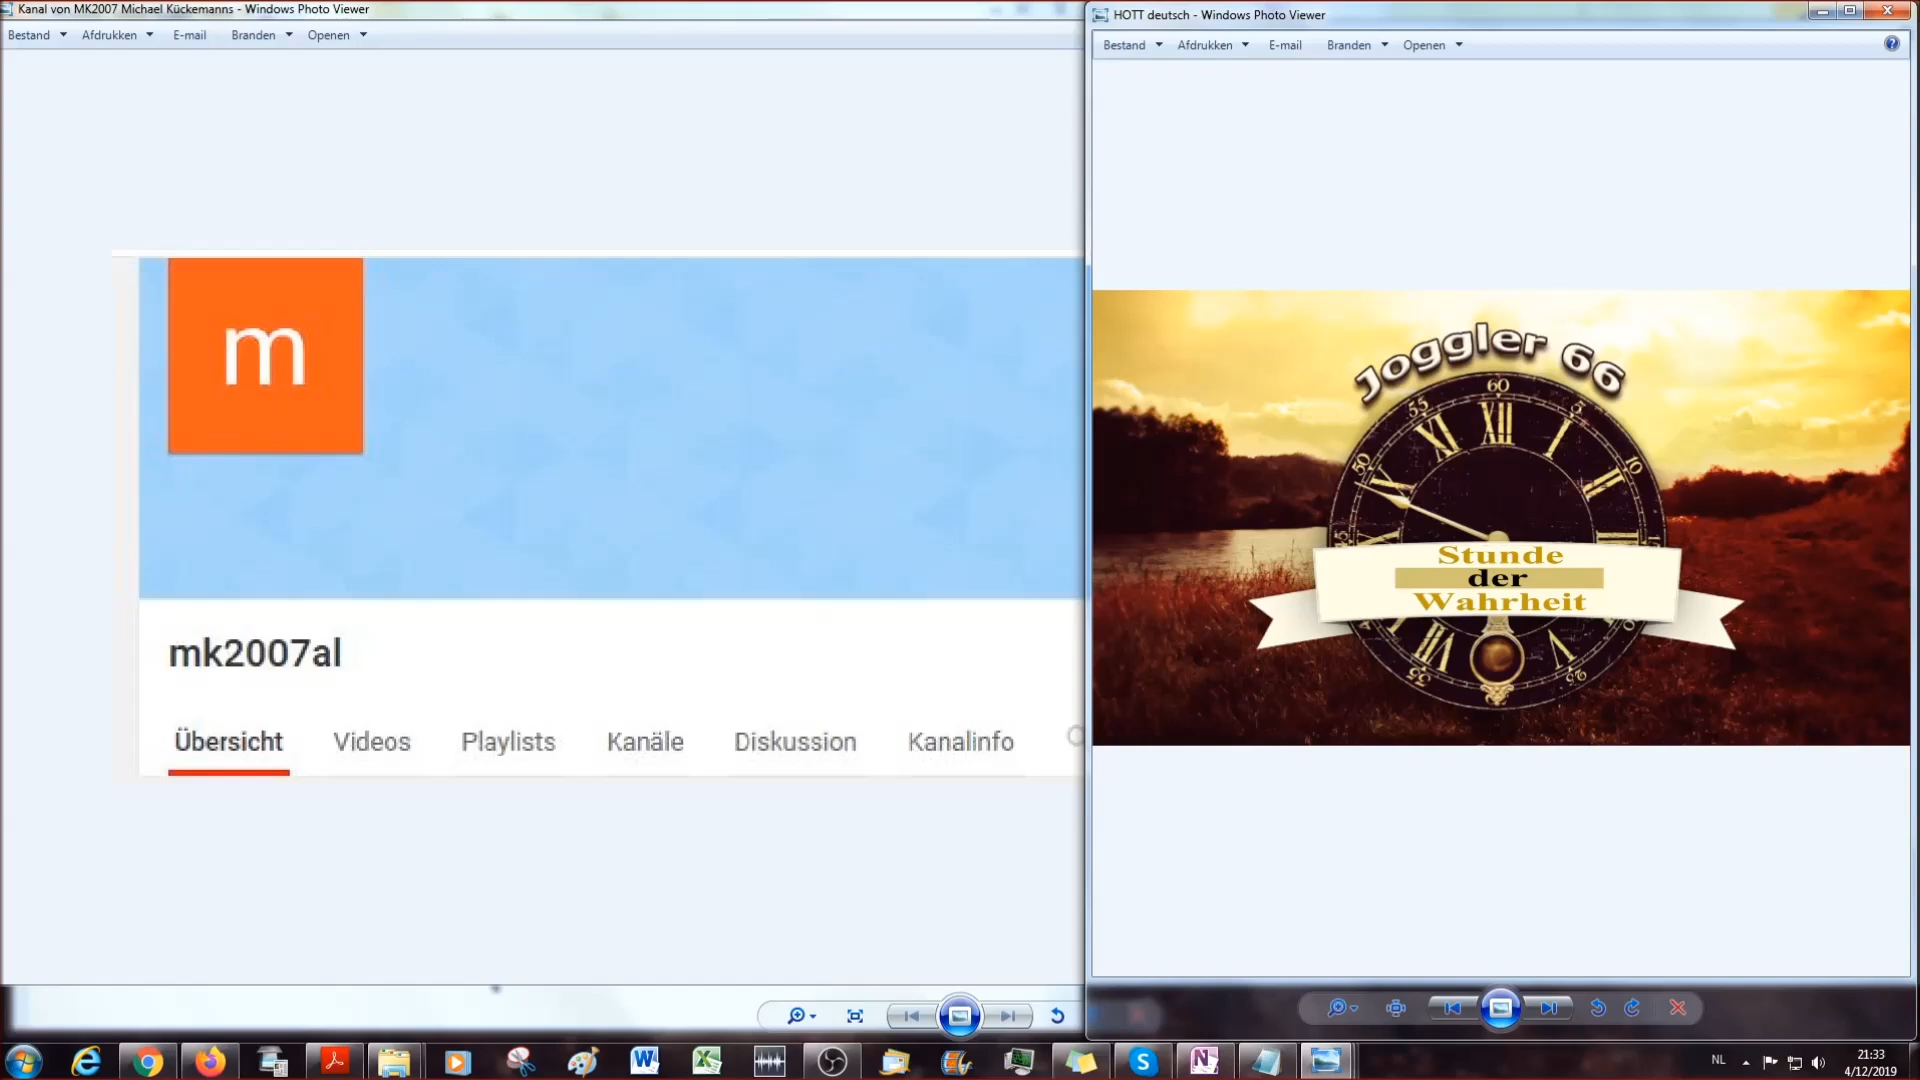 Kanal von MK2007 Michael Kückemanns - Windows Photo Viewer
Bestand Afdrukken E-mail Branden Openen
m
mk2007al
Übersicht Videos Playlists Kanäle Diskussion Kanalinfo
HOTT deutsch - Windows Photo Viewer
Bestand Afdrukken E-mail Branden Openen
Joggler 66
60
55 5
XII
XI I
50 10
Stunde
der
Wahrheit
NL
21:33
4/12/2019